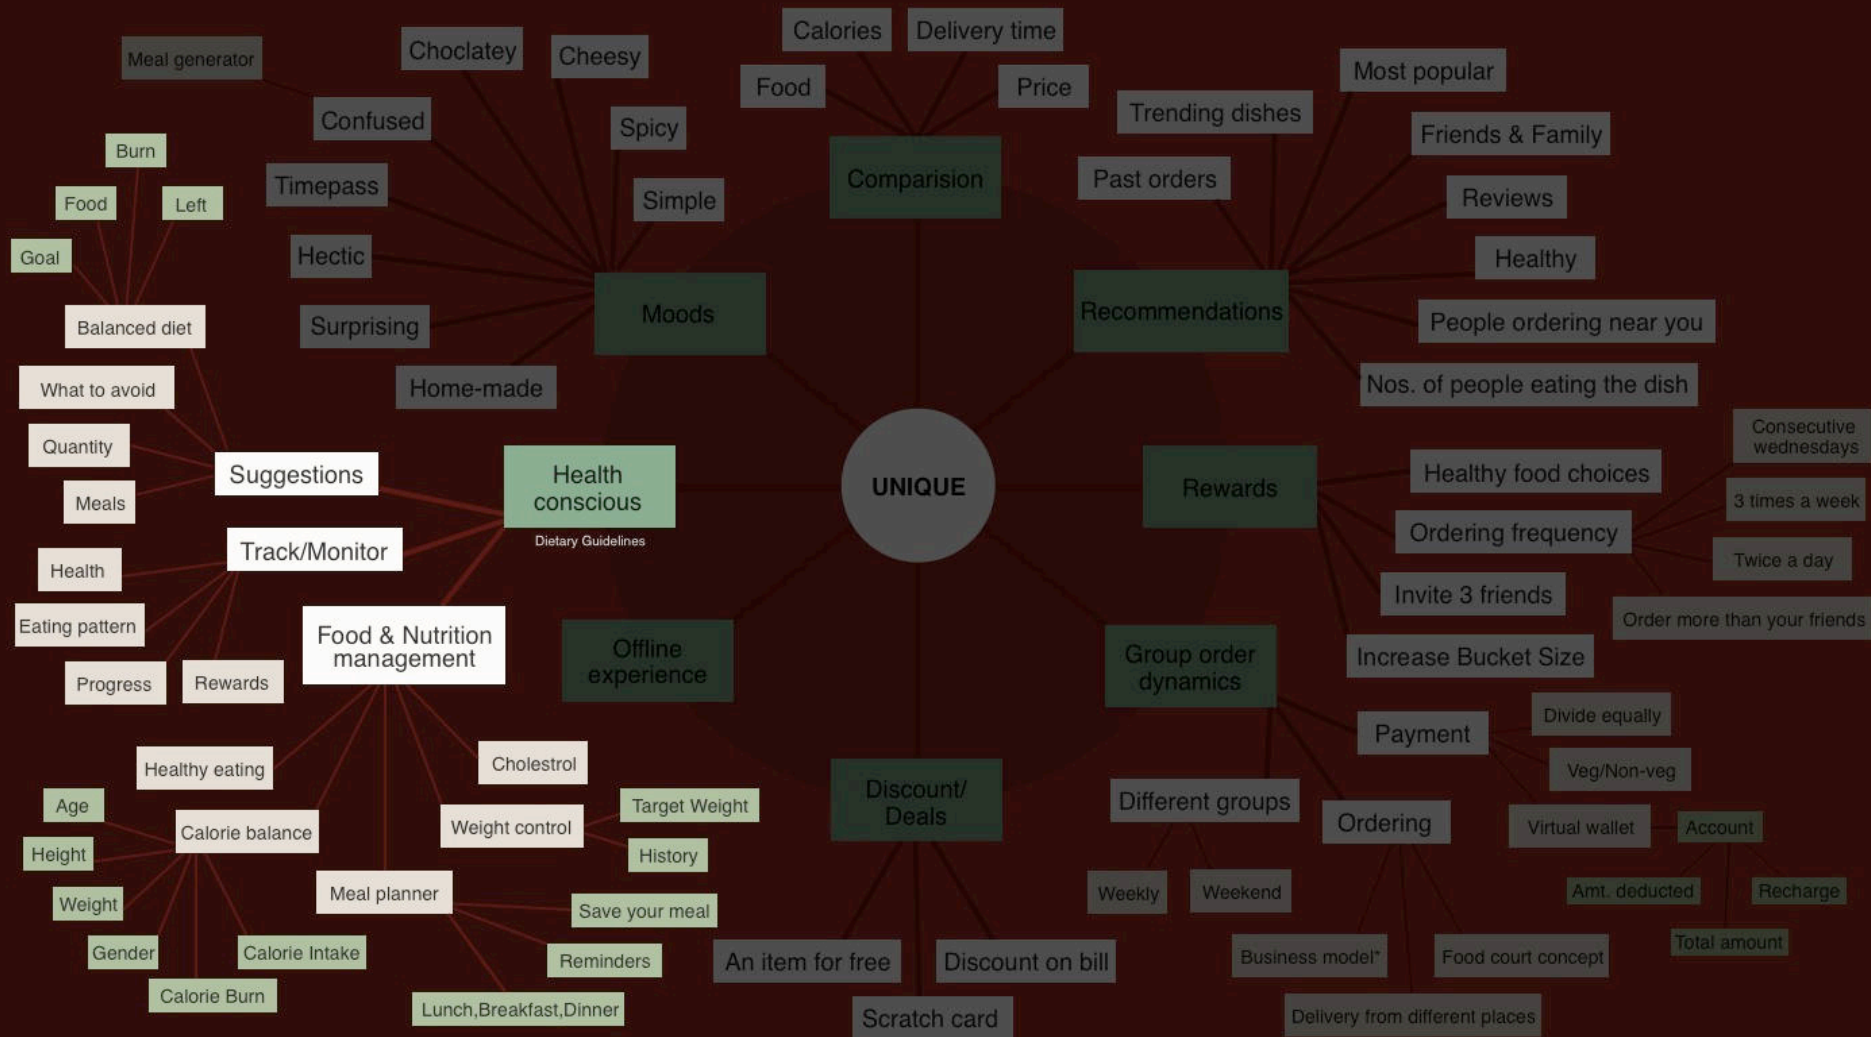 Calories
Delivery time
Food
Price
Comparision
Choclatey
Cheesy
Meal generator
Confused
Spicy
Timepass
Simple
Hectic
Surprising
Home-made
Moods
Most popular
Trending dishes
Friends & Family
Past orders
Reviews
Healthy
People ordering near you
Nos. of people eating the dish
Recommendations
UNIQUE
Burn
Food
Left
Goal
Balanced diet
What to avoid
Quantity
Meals
Suggestions
Health
conscious
Dietary Guidelines
Track/Monitor
Health
Eating pattern
Progress
Rewards
Food & Nutrition
management
Healthy eating
Cholestrol
Calorie balance
Age
Height
Weight
Gender
Calorie Burn
Calorie Intake
Weight control
Target Weight
History
Meal planner
Save your meal
Reminders
Lunch,Breakfast,Dinner
Rewards
Healthy food choices
Ordering frequency
Consecutive
wednesdays
3 times a week
Twice a day
Order more than your friends
Invite 3 friends
Increase Bucket Size
Offline
experience
Discount/
Deals
An item for free
Discount on bill
Scratch card
Group order
dynamics
Payment
Divide equally
Veg/Non-veg
Virtual wallet
Account
Amt. deducted
Recharge
Total amount
Different groups
Weekly
Weekend
Ordering
Business model*
Food court concept
Delivery from different places